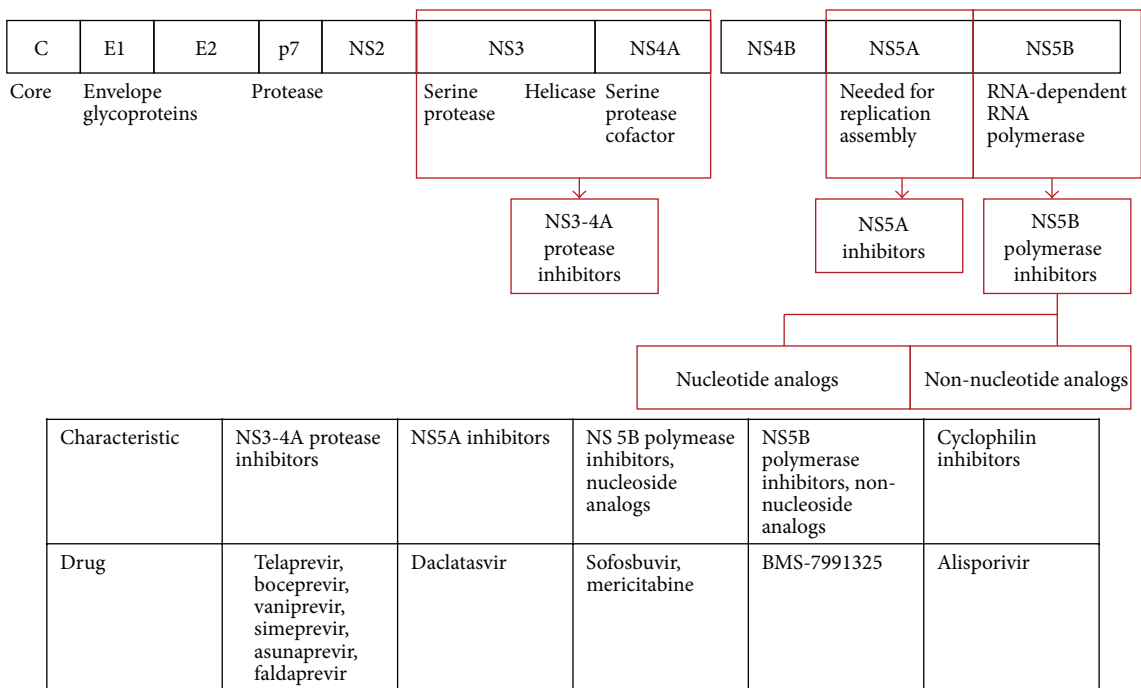 C E1 E2 p7 NS2 NS3 NS4A NS4B NS5A NS5B
Core
Envelope
glycoproteins
Protease
Serine
protease
Helicase
Serine
protease
cofactor
Needed for
replication
assembly
RNA-dependent
RNA
polymerase
NS3-4A
protease
inhibitors
NS5A
inhibitors
NS5B
polymerase
inhibitors
Nucleotide analogs
Non-nucleotide analogs
Characteristic
NS3-4A protease
inhibitors
NS5A inhibitors
NS 5B polymease
inhibitors,
nucleoside
analogs
NS5B
polymerase
inhibitors, non-
nucleoside
analogs
Cyclophilin
inhibitors
Drug
Telaprevir,
boceprevir,
vaniprevir,
simeprevir,
asunaprevir,
faldaprevir
Daclatasvir
Sofosbuvir,
mericitabine
BMS-7991325
Alisporivir